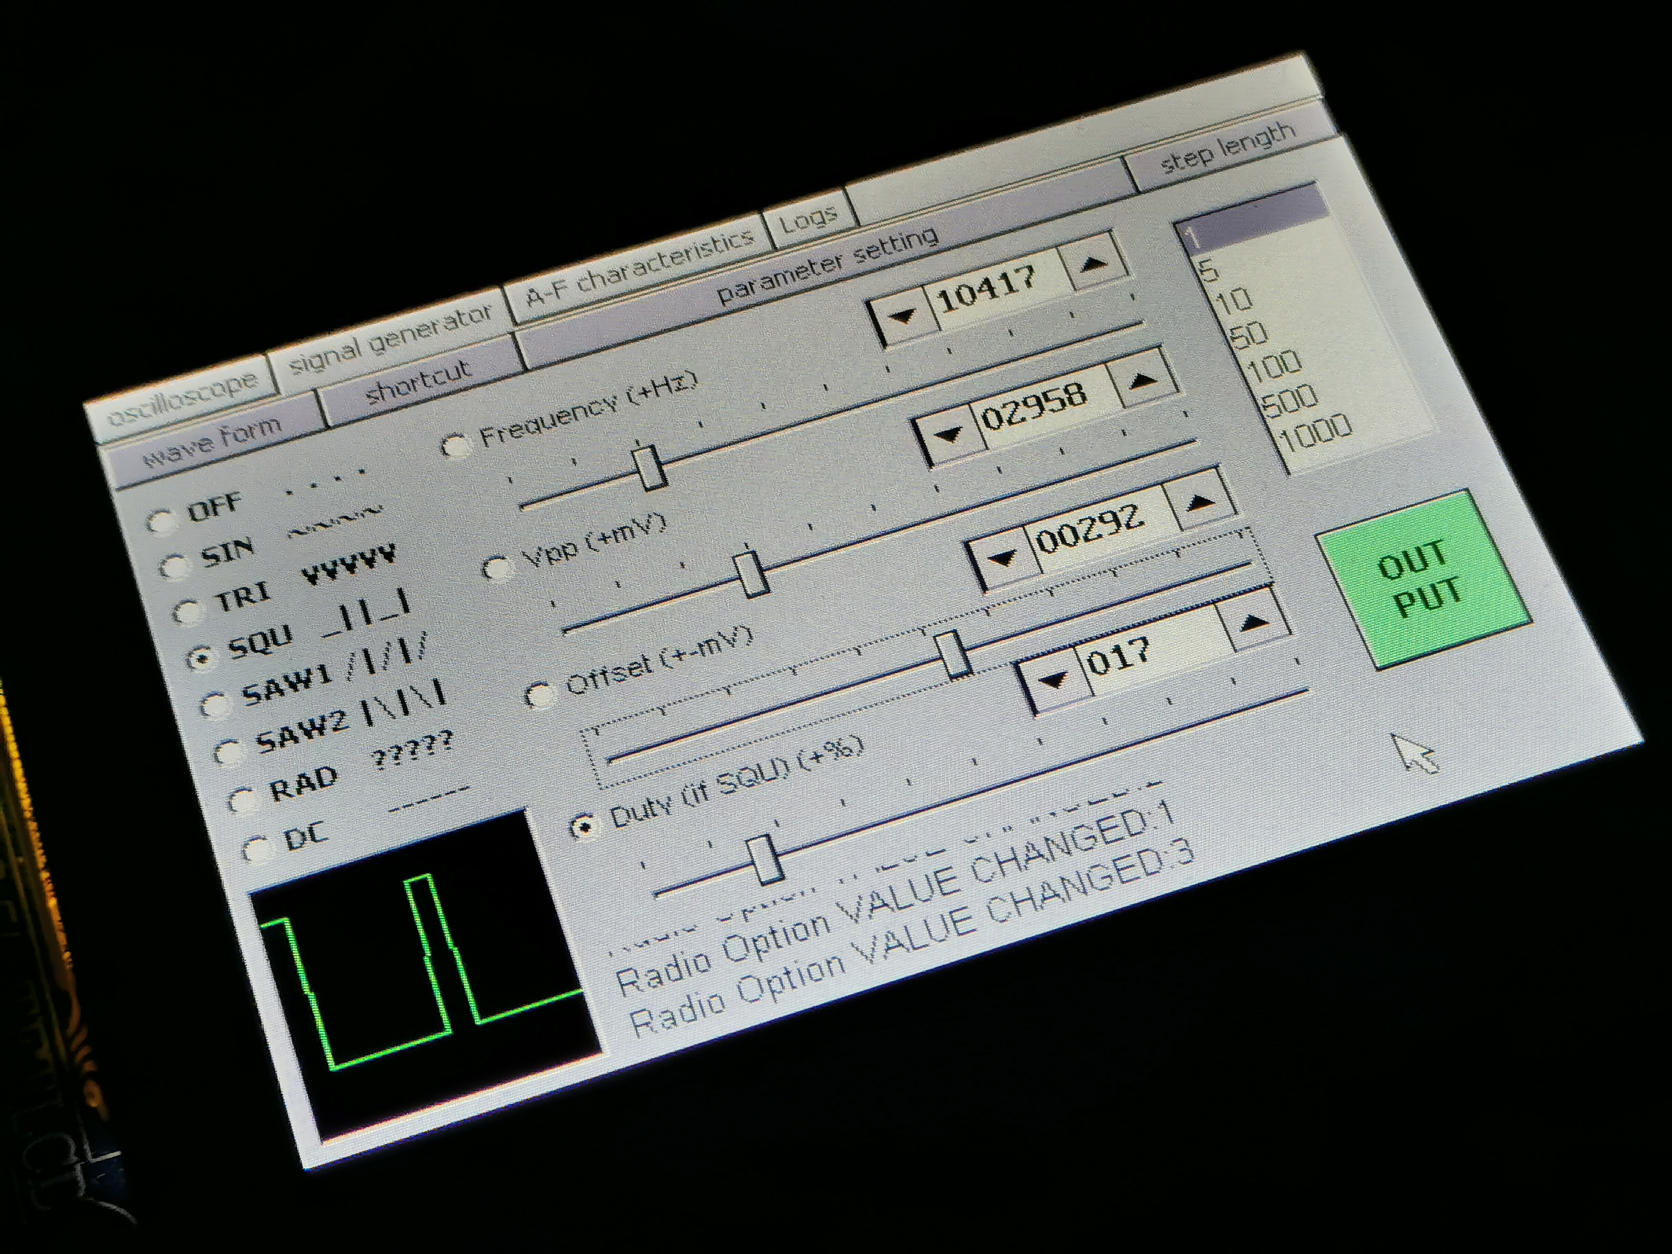 oscilloscope
signal generator
A-F characteristics
Logs
wave form
shortcut
parameter setting
step length
OFF . . . .
SIN ~~~~
TRI VVVVV
SQU _||_|
SAW1 /|/|/
SAW2 |\|\|
RAD ?????
DC ------
Frequency (+Hz)
10417
Vpp (+mV)
02958
Offset (+-mV)
00292
Duty (if SQU) (+%)
017
1
5
10
50
100
500
1000
OUT
PUT
Radio Option VALUE CHANGED:1
Radio Option VALUE CHANGED:3